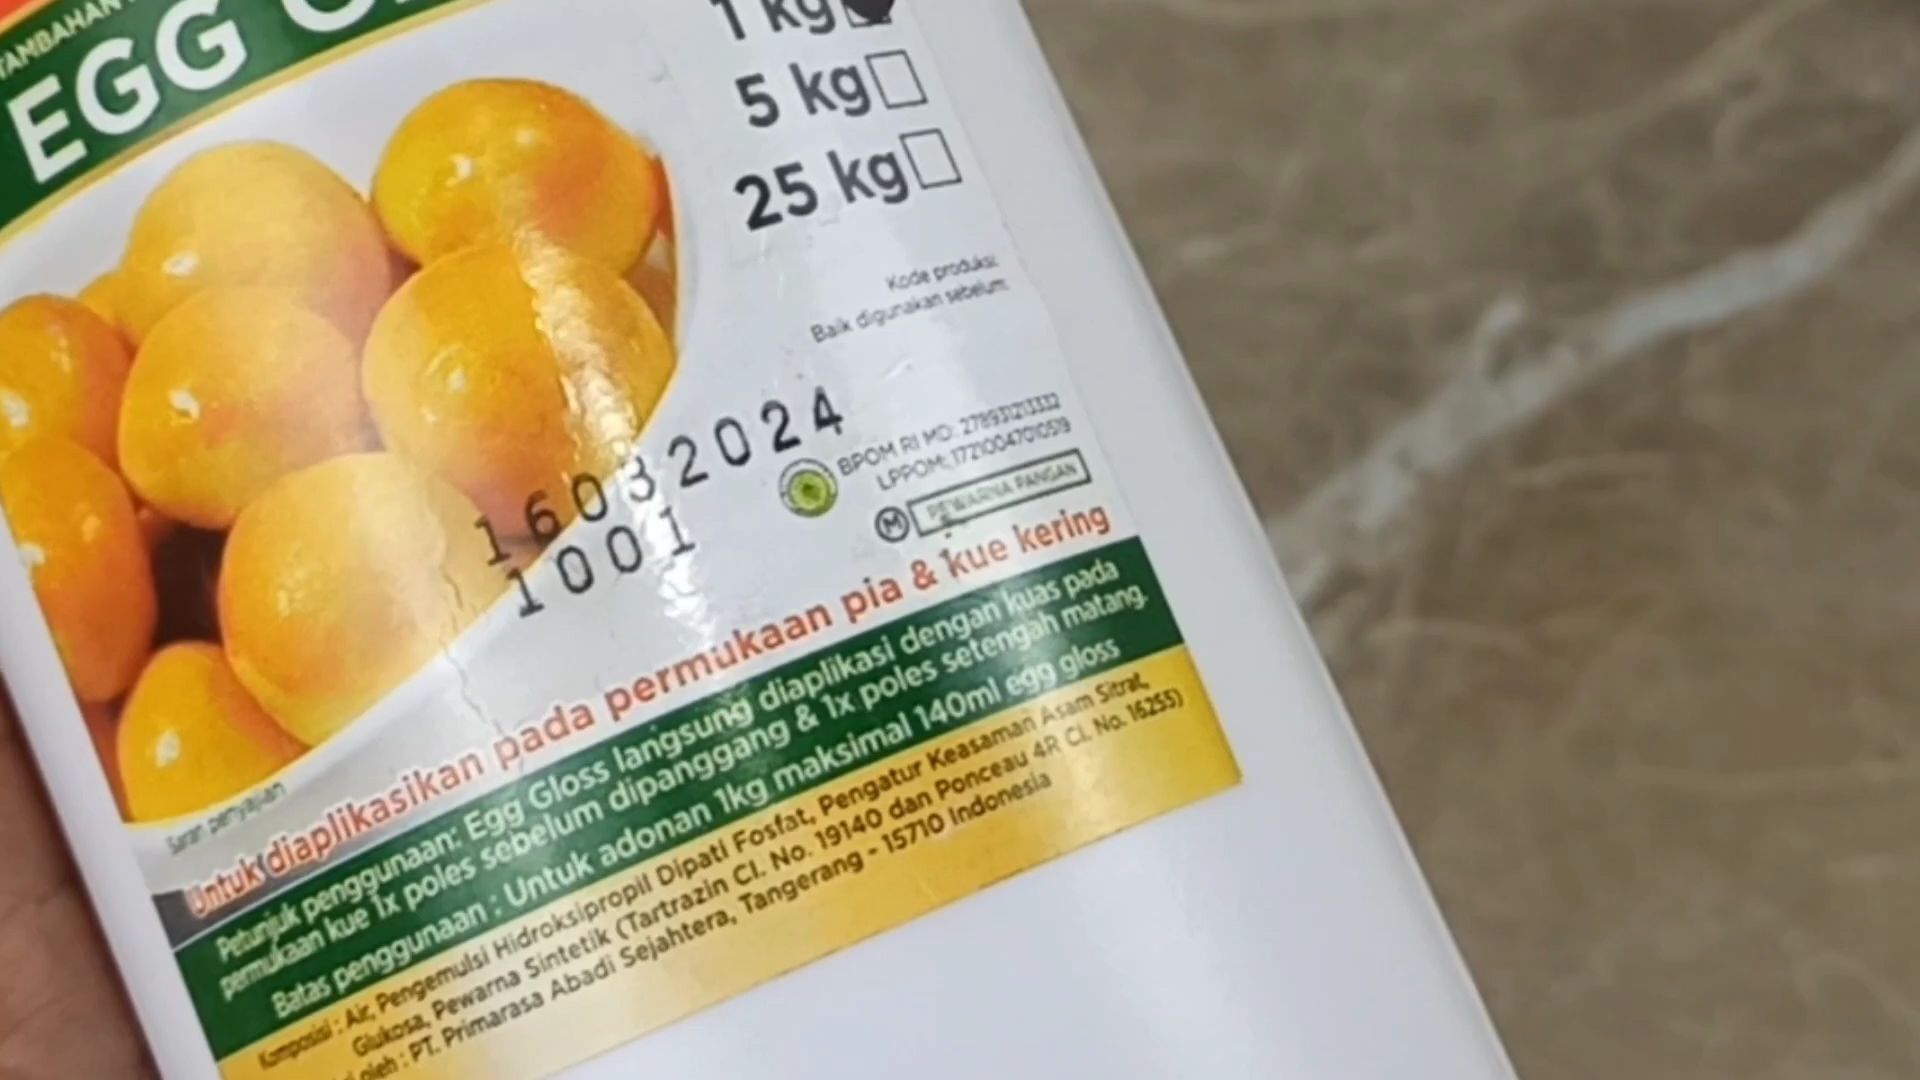 TAMBAHAN
EGG
1 kg
5 kg
25 kg
Kode produksi:
Baik digunakan sebelum:
16032024
1001
BPOM RI MD: 278931213332
LPPOM: 17210047010519
M PEWARNA PANGAN
Saran penyajian
Untuk diaplikasikan pada permukaan pia & kue kering
Petunjuk penggunaan: Egg Gloss langsung diaplikasi dengan kuas pada
permukaan kue 1x poles sebelum dipanggang & 1x poles setengah matang.
Batas penggunaan : Untuk adonan 1kg maksimal 140ml egg gloss
Komposisi : Air, Pengemulsi Hidroksipropil Dipati Fosfat, Pengatur Keasaman Asam Sitrat,
Glukosa, Pewarna Sintetik (Tartrazin CI. No. 19140 dan Ponceau 4R CI. No. 16255)
oleh : PT. Primarasa Abadi Sejahtera, Tangerang - 15710 Indonesia